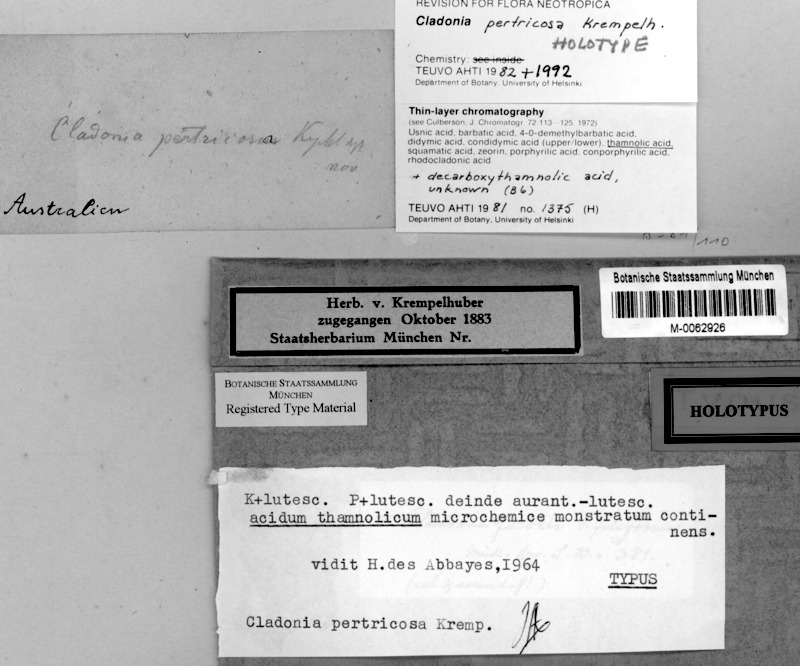 REVISION FOR FLORA NEOTROPICA
Cladonia pertricosa Krempelh.
HOLOTYPE
Chemistry: see inside
TEUVO AHTI 1982 + 1992
Department of Botany, University of Helsinki
Thin-layer chromatography
(see Culberson, J. Chromatogr. 72:113–125. 1972)
Usnic acid, barbatic acid, 4-0-demethylbarbatic acid,
didymic acid, condidymic acid (upper/lower), thamnolic acid,
squamatic acid, zeorin, porphyrilic acid, conporphyrilic acid,
rhodocladonic acid
+ decarboxythamnolic acid,
unknown (B6)
TEUVO AHTI 1981 no. 1375 (H)
Department of Botany, University of Helsinki
Cladonia pertricosa
nov
Australien
/110
Herb. v. Krempelhuber
zugegangen Oktober 1883
Staatsherbarium München Nr.
Botanische Staatssammlung München
M-0062926
BOTANISCHE STAATSSAMMLUNG
MÜNCHEN
Registered Type Material
HOLOTYPUS
K+lutesc. P+lutesc. deinde aurant.-lutesc.
acidum thamnolicum microchemice monstratum conti-
nens.
vidit H.des Abbayes,I964
TYPUS
Cladonia pertricosa Kremp.